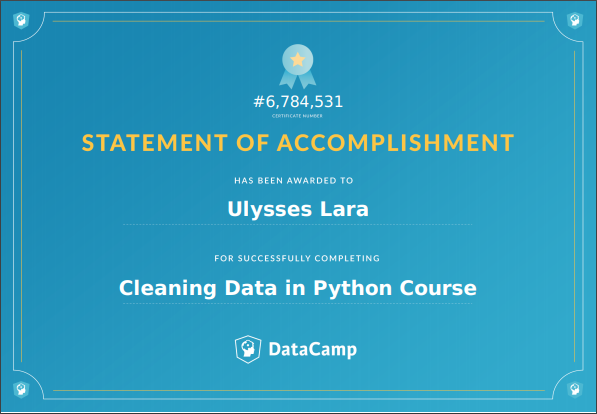 #6,784,531
CERTIFICATE NUMBER
STATEMENT OF ACCOMPLISHMENT
HAS BEEN AWARDED TO
Ulysses Lara
FOR SUCCESSFULLY COMPLETING
Cleaning Data in Python Course
DataCamp